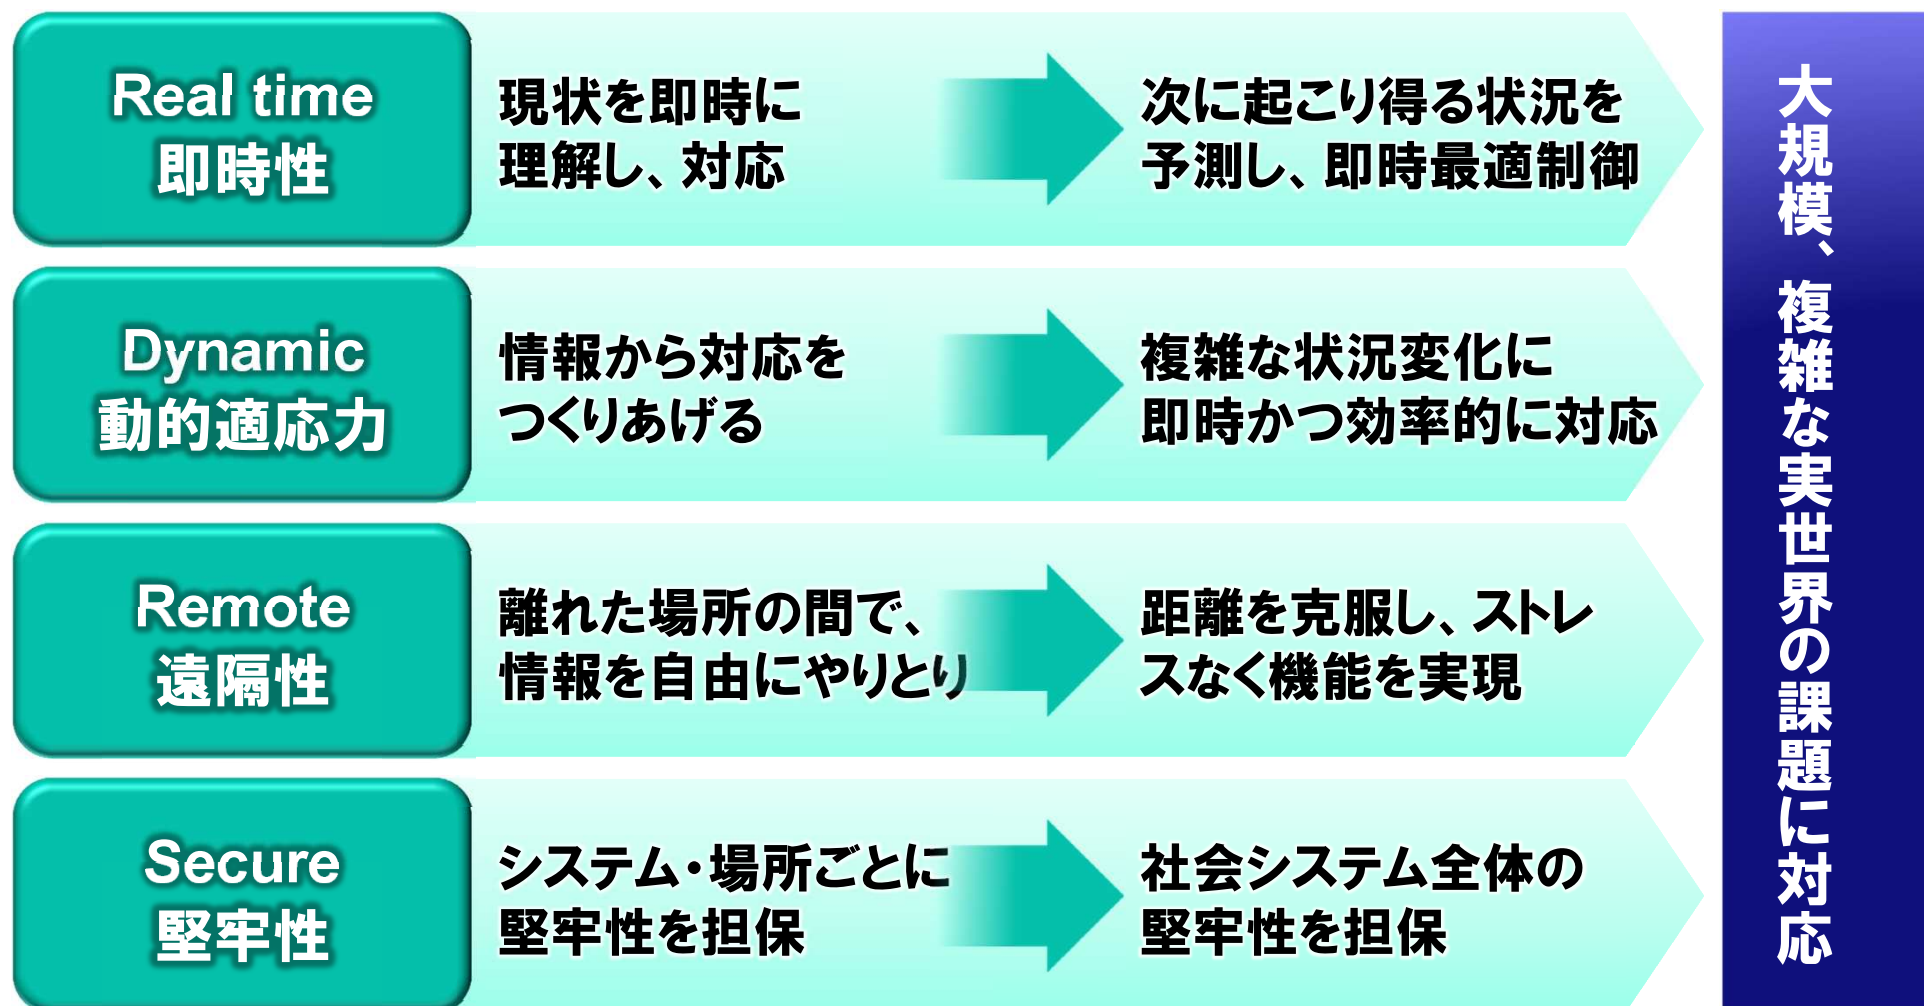 Real time
即時性
現状を即時に
理解し、対応
次に起こり得る状況を
予測し、即時最適制御
Dynamic
動的適応力
情報から対応を
つくりあげる
複雑な状況変化に
即時かつ効率的に対応
Remote
遠隔性
離れた場所の間で、
情報を自由にやりとり
距離を克服し、ストレ
スなく機能を実現
Secure
堅牢性
システム・場所ごとに
堅牢性を担保
社会システム全体の
堅牢性を担保
大規模、複雑な実世界の課題に対応